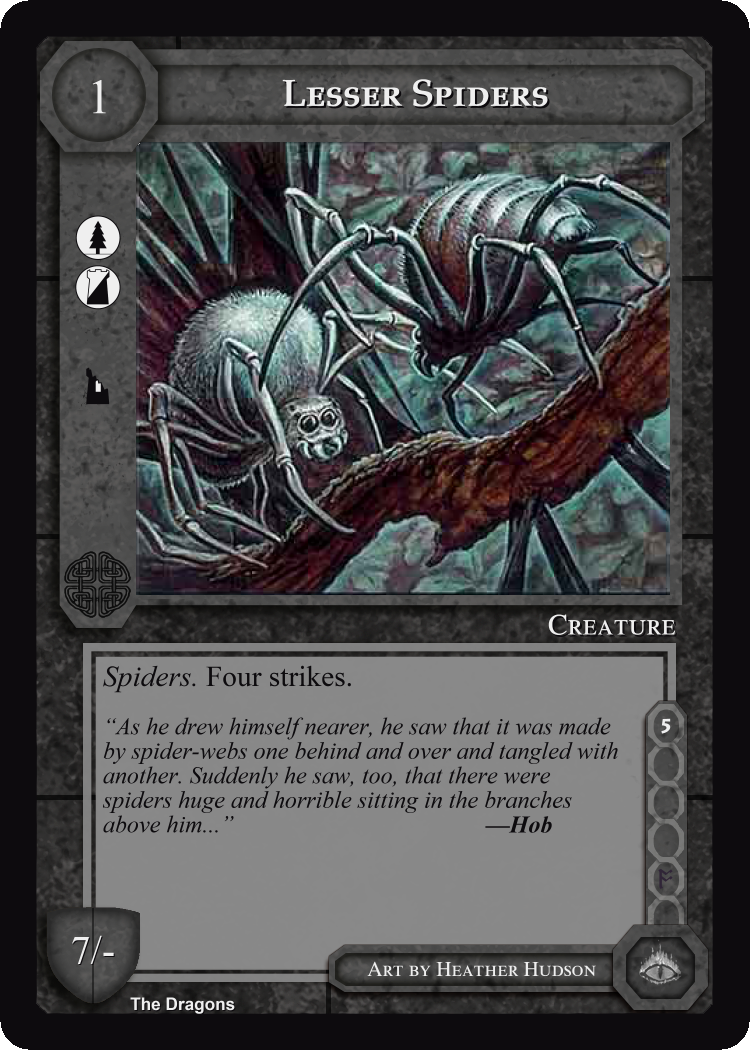 1
LESSER SPIDERS
CREATURE
Spiders. Four strikes.
“As he drew himself nearer, he saw that it was made
by spider-webs one behind and over and tangled with
another. Suddenly he saw, too, that there were
spiders huge and horrible sitting in the branches
above him...” —Hob
5
7/-
ART BY HEATHER HUDSON
The Dragons